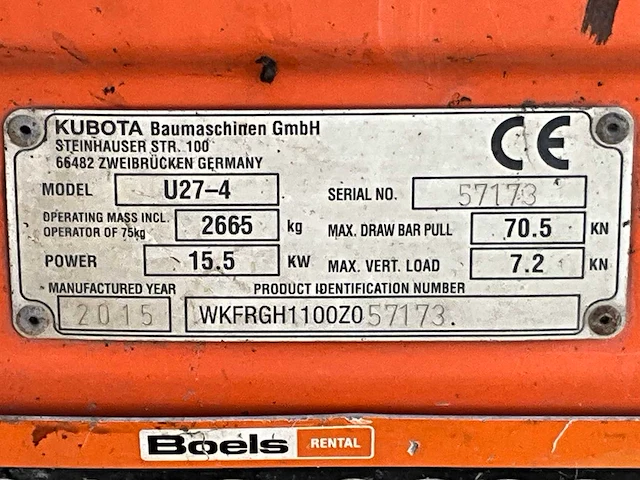 KUBOTA Baumaschinen GmbH
STEINHAUSER STR. 100
66482 ZWEIBRÜCKEN GERMANY
CE
MODEL U27-4 SERIAL NO. 57173
OPERATING MASS INCL. OPERATOR OF 75kg 2665 kg MAX. DRAW BAR PULL 70.5 KN
POWER 15.5 KW MAX. VERT. LOAD 7.2 KN
MANUFACTURED YEAR PRODUCT IDENTIFICATION NUMBER
2015 WKFRGH1100Z057173.
Boels RENTAL